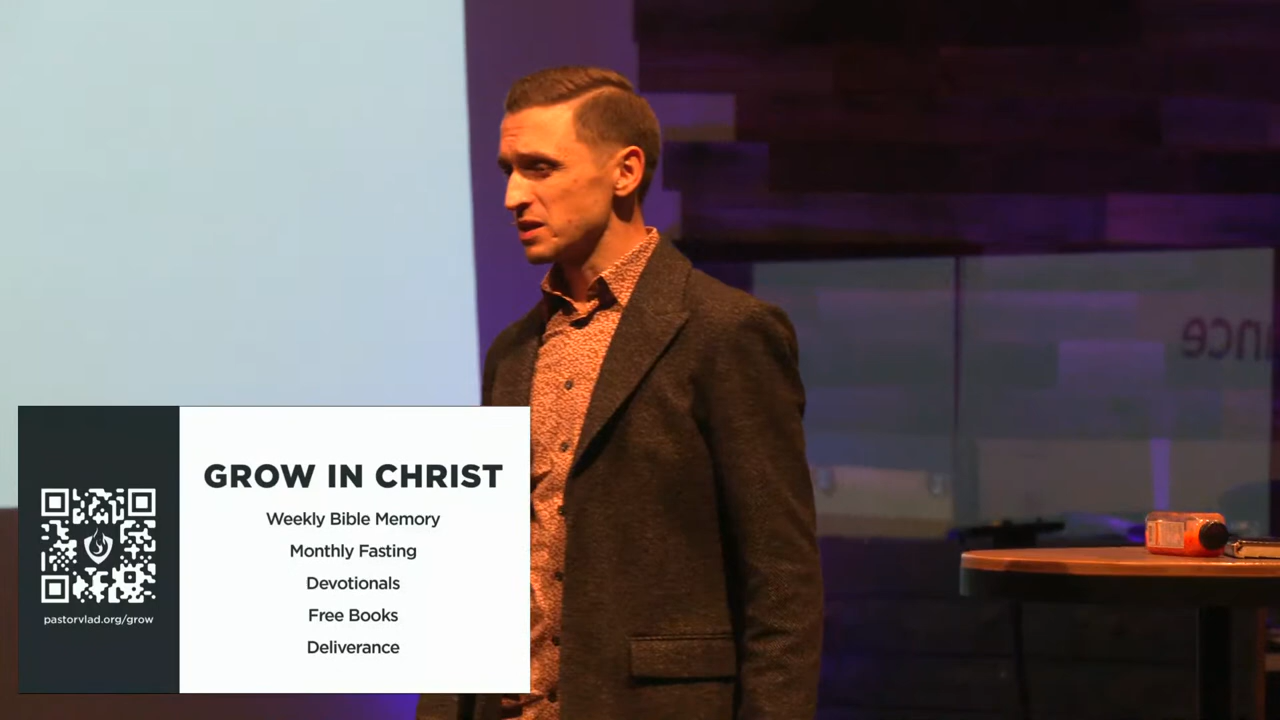 GROW IN CHRIST
Weekly Bible Memory
Monthly Fasting
Devotionals
Free Books
Deliverance
pastorvlad.org/grow